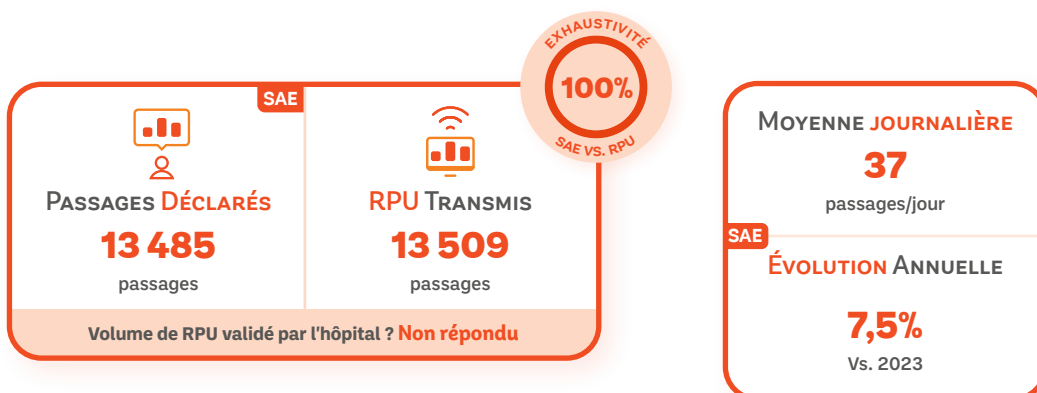 EXHAUSTIVITÉ
100%
SAE VS. RPU
SAE
PASSAGES DÉCLARÉS
13 485
passages
RPU TRANSMIS
13 509
passages
Volume de RPU validé par l'hôpital ? Non répondu
MOYENNE JOURNALIÈRE
37
passages/jour
SAE
ÉVOLUTION ANNUELLE
7,5%
Vs. 2023